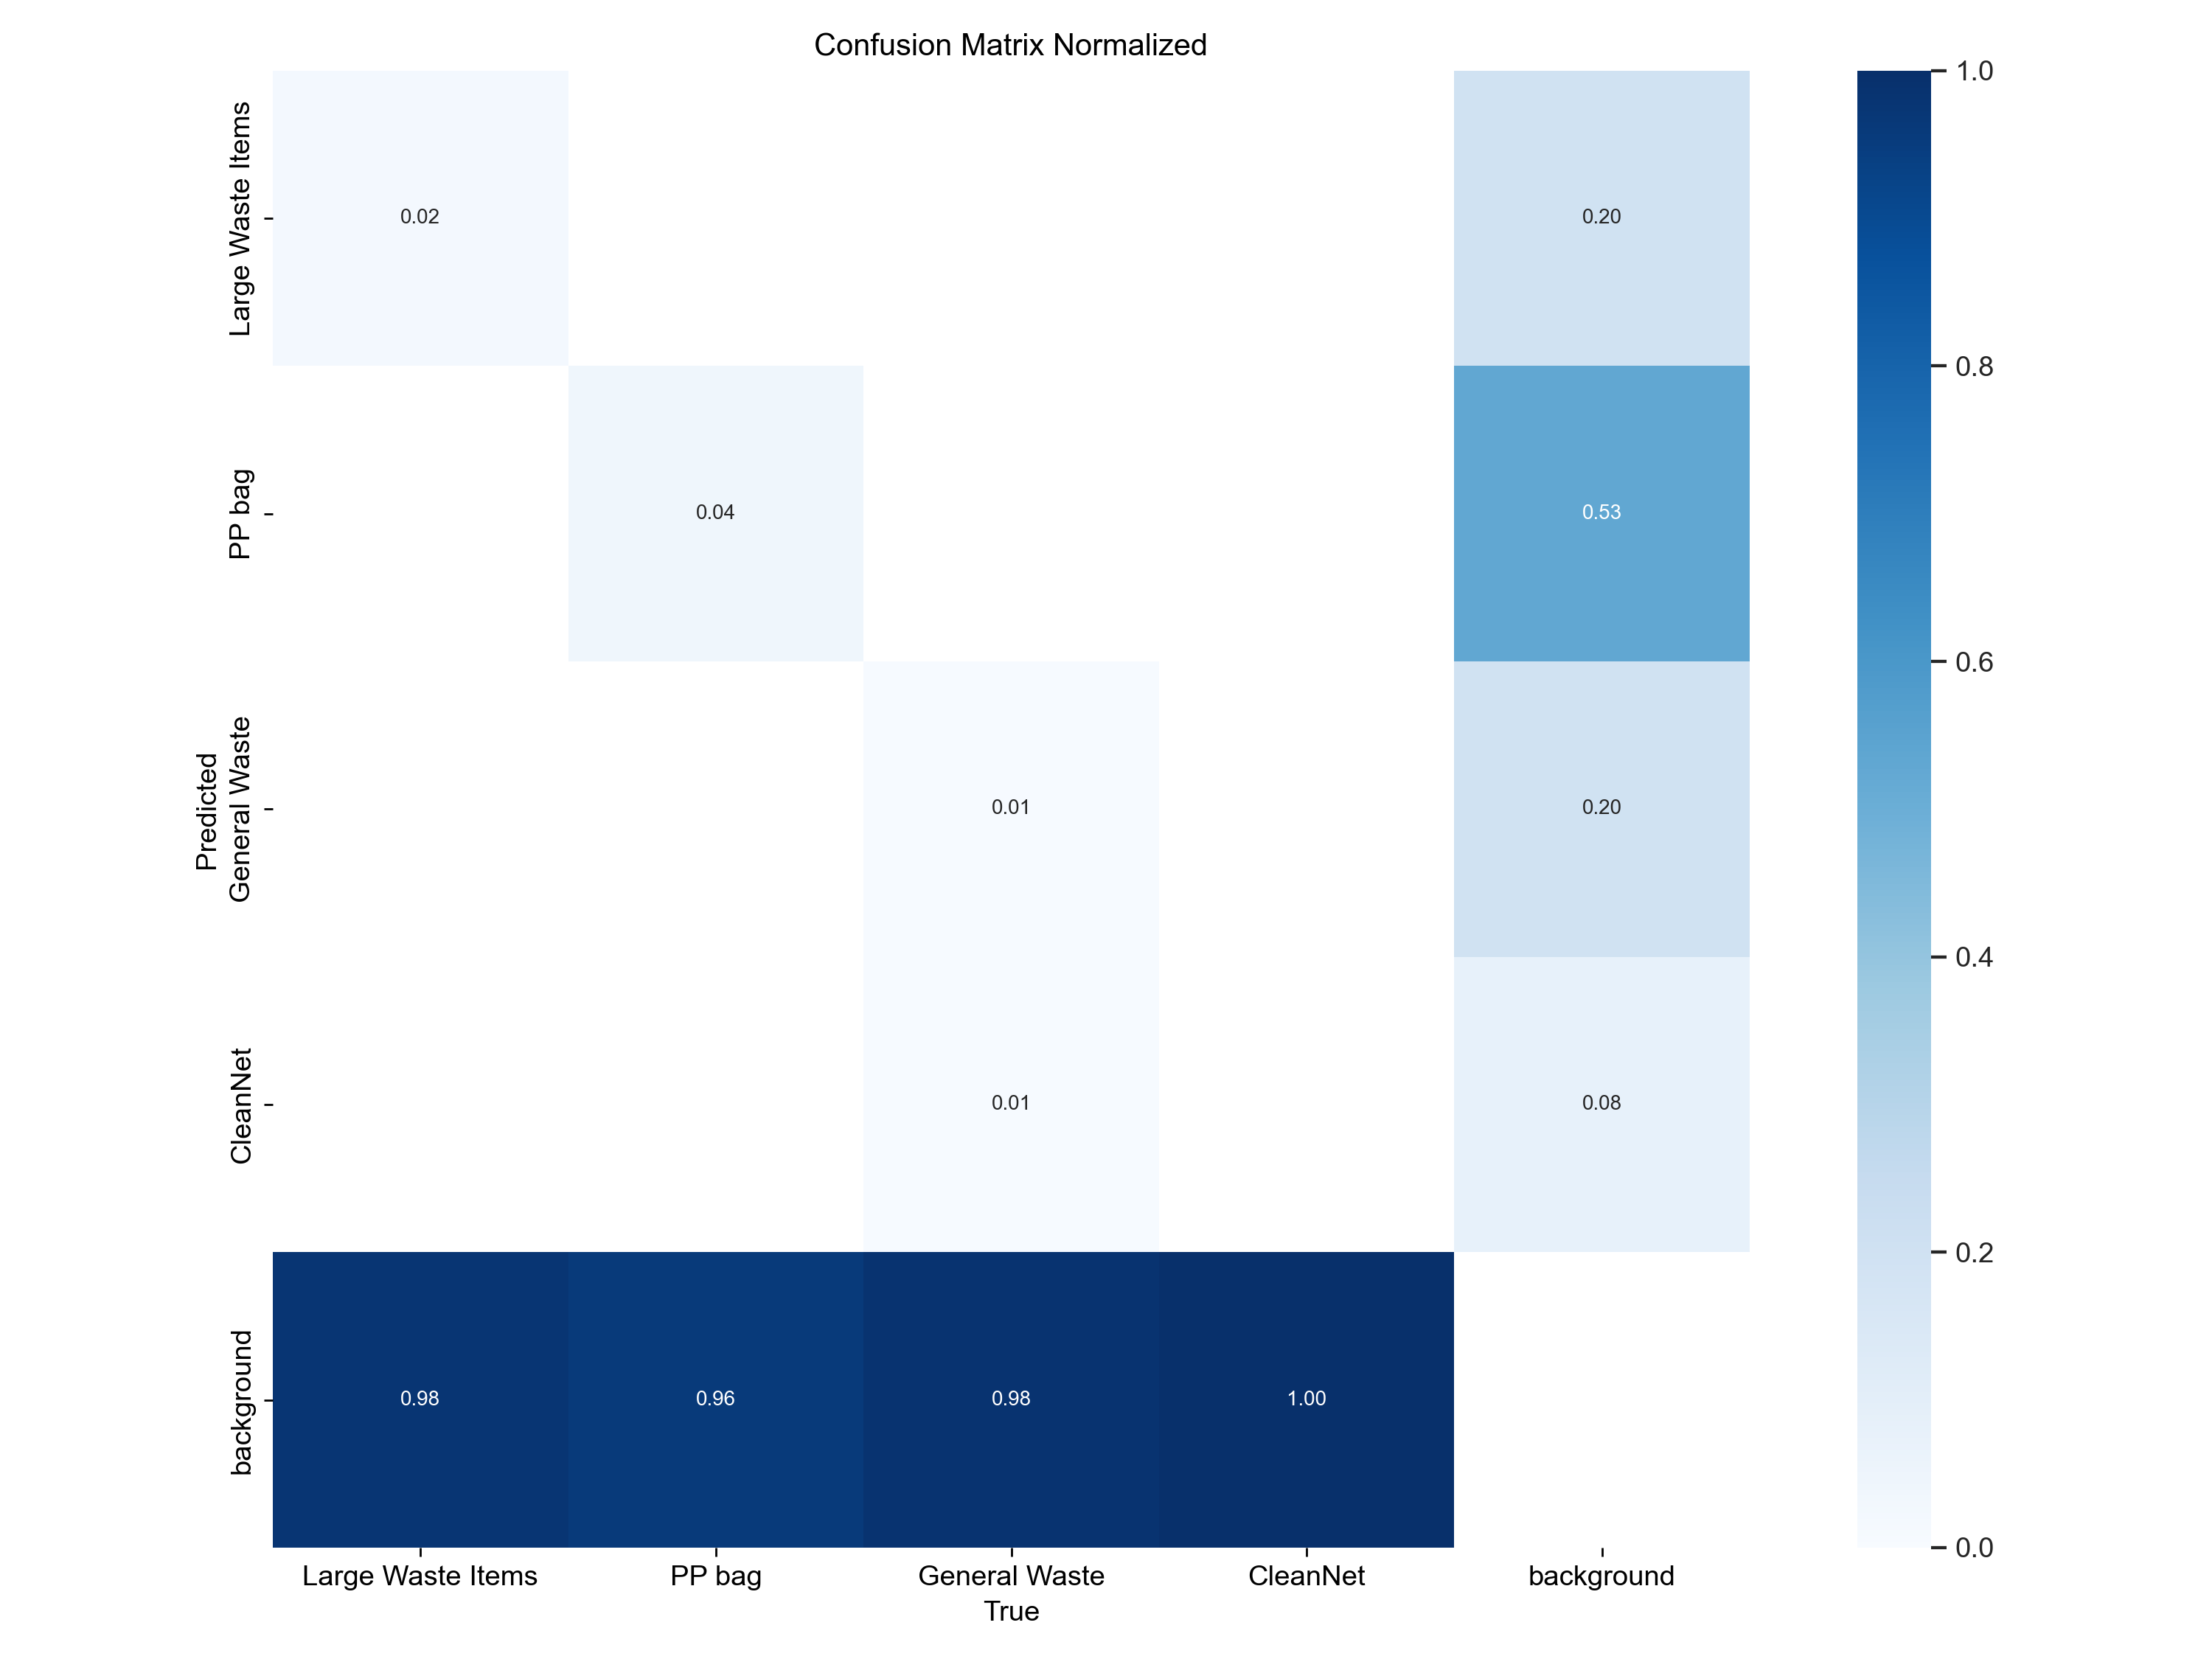 Confusion Matrix Normalized
Large Waste Items
0.02
0.20
1.0
0.8
PP bag
0.04
0.53
0.6
Predicted
General Waste
0.01
0.20
0.4
CleanNet
0.01
0.08
0.2
background
0.98
0.96
0.98
1.00
0.0
Large Waste Items
PP bag
General Waste
CleanNet
background
True